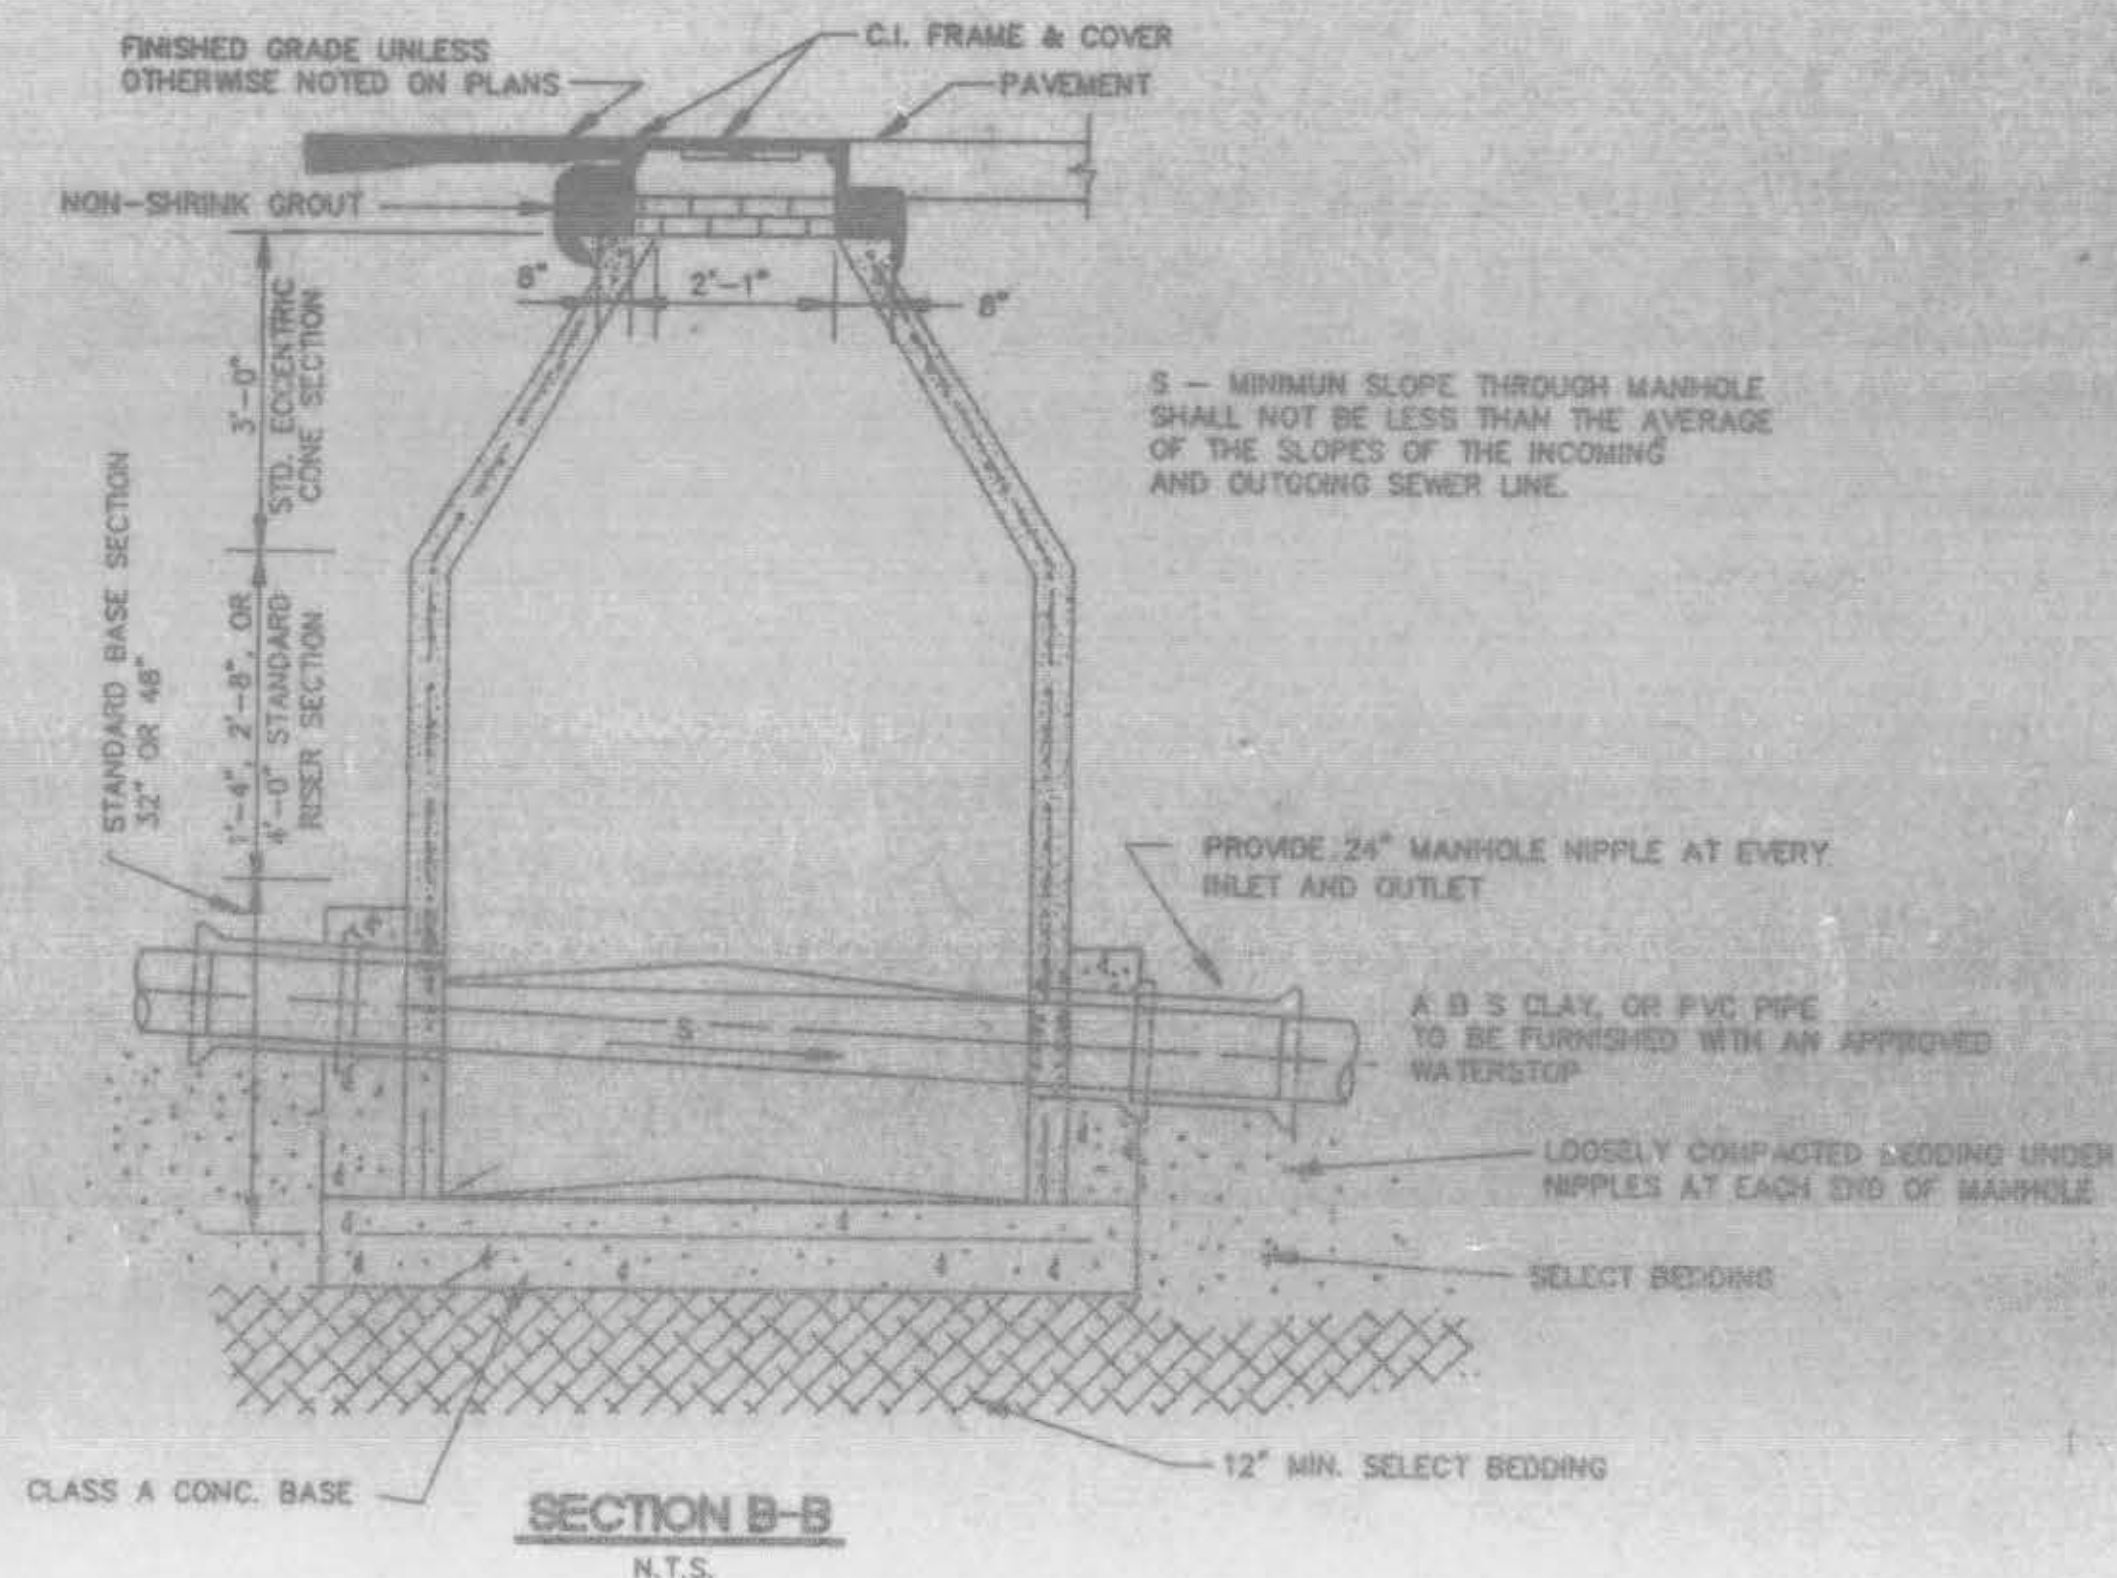 FINISHED GRADE UNLESS
OTHERWISE NOTED ON PLANS
C.I. FRAME & COVER
PAVEMENT
NON-SHRINK GROUT
8"
2'-1"
8"
3'-0"
STD. ECCENTRIC
CONE SECTION
S - MINIMUN SLOPE THROUGH MANHOLE
SHALL NOT BE LESS THAN THE AVERAGE
OF THE SLOPES OF THE INCOMING
AND OUTGOING SEWER LINE.
STANDARD BASE SECTION
32" OR 48"
1'-4", 2'-8", OR
4'-0" STANDARD
RISER SECTION
PROVIDE 24" MANHOLE NIPPLE AT EVERY
INLET AND OUTLET
S
A B S CLAY, OR PVC PIPE
TO BE FURNISHED WITH AN APPROVED
WATERSTOP
LOOSELY COMPACTED BEDDING UNDER
NIPPLES AT EACH END OF MANHOLE
SELECT BEDDING
12" MIN. SELECT BEDDING
CLASS A CONC. BASE
SECTION B-B
N.T.S.